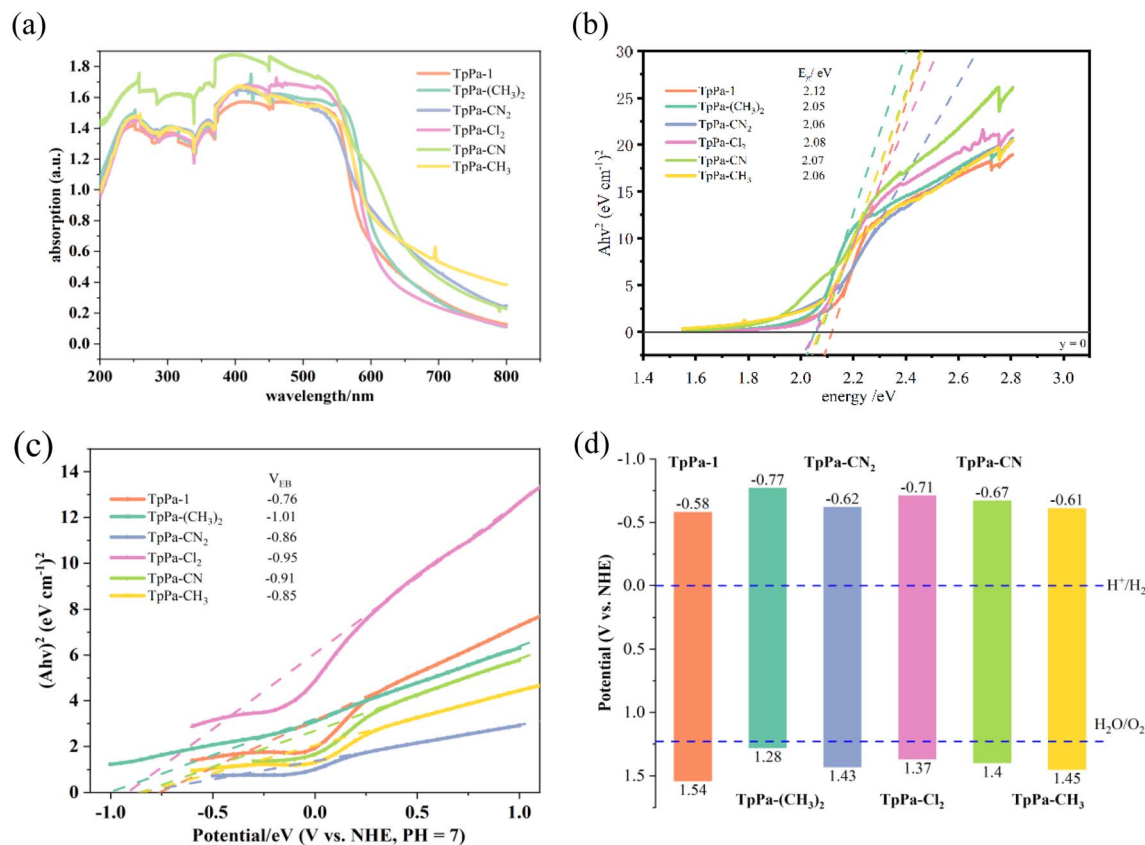 (a)
1.8
1.6
1.4
1.2
1.0
0.8
0.6
0.4
0.2
0.0
absorption (a.u.)
TpPa-1
TpPa-(CH₃)₂
TpPa-CN₂
TpPa-Cl₂
TpPa-CN
TpPa-CH₃
200 300 400 500 600 700 800
wavelength/nm
(b)
30
25
20
15
10
5
0
Ahν² (eV cm⁻¹)²
E_g/ eV
TpPa-1 2.12
TpPa-(CH₃)₂ 2.05
TpPa-CN₂ 2.06
TpPa-Cl₂ 2.08
TpPa-CN 2.07
TpPa-CH₃ 2.06
y = 0
1.4 1.6 1.8 2.0 2.2 2.4 2.6 2.8 3.0
energy /eV
(c)
14
12
10
8
6
4
2
0
(Ahν)² (eV cm⁻¹)²
V_EB
TpPa-1 -0.76
TpPa-(CH₃)₂ -1.01
TpPa-CN₂ -0.86
TpPa-Cl₂ -0.95
TpPa-CN -0.91
TpPa-CH₃ -0.85
-1.0 -0.5 0.0 0.5 1.0
Potential/eV (V vs. NHE, PH = 7)
(d)
-1.0
-0.5
0.0
0.5
1.0
1.5
Potential (V vs. NHE)
TpPa-1 TpPa-CN₂ TpPa-CN
-0.58 -0.77 -0.62 -0.71 -0.67 -0.61
H⁺/H₂
H₂O/O₂
1.54 1.28 1.43 1.37 1.4 1.45
TpPa-(CH₃)₂ TpPa-Cl₂ TpPa-CH₃